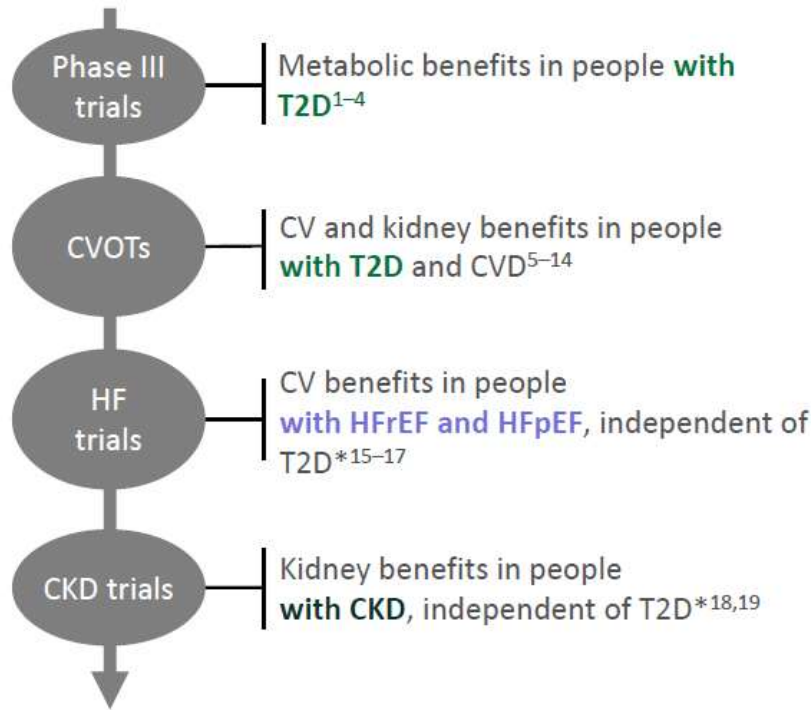 Phase III
trials
Metabolic benefits in people with
T2D1–4
CVOTs
CV and kidney benefits in people
with T2D and CVD5–14
HF
trials
CV benefits in people
with HFrEF and HFpEF, independent of
T2D*15–17
CKD trials
Kidney benefits in people
with CKD, independent of T2D*18,19